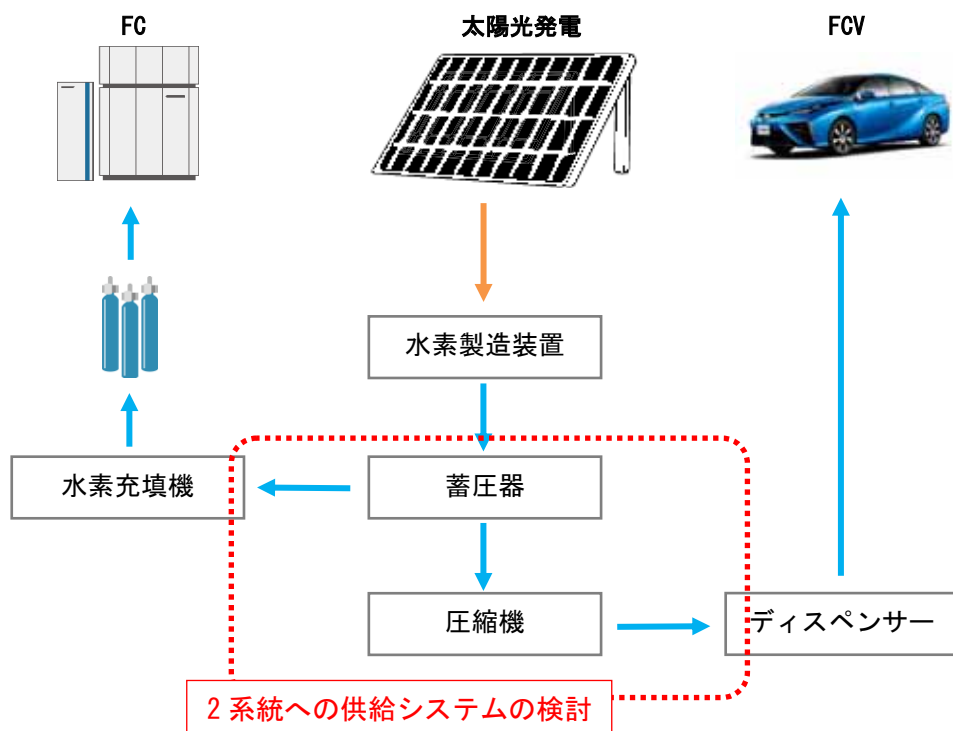 FC
太陽光発電
FCV
水素製造装置
水素充填機
蓄圧器
圧縮機
ディスペンサー
2 系統への供給システムの検討